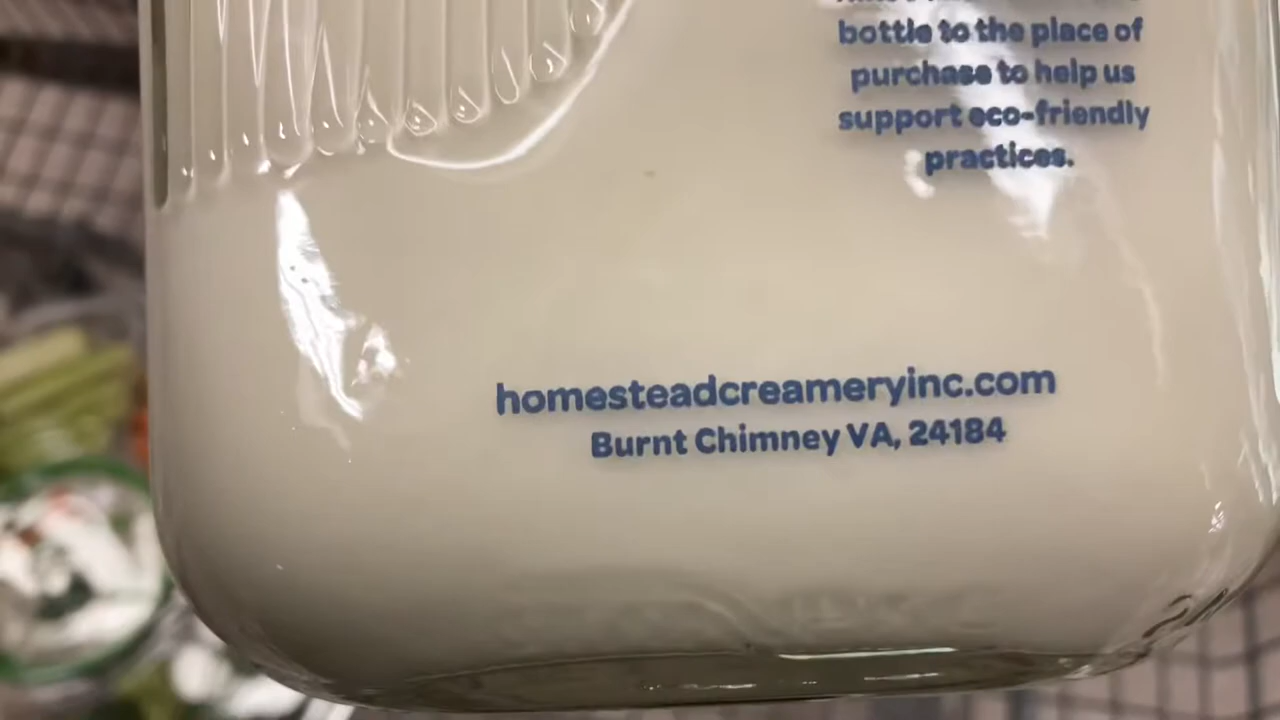 bottle to the place of
purchase to help us
support eco-friendly
practices.
homesteadcreameryinc.com
Burnt Chimney VA, 24184